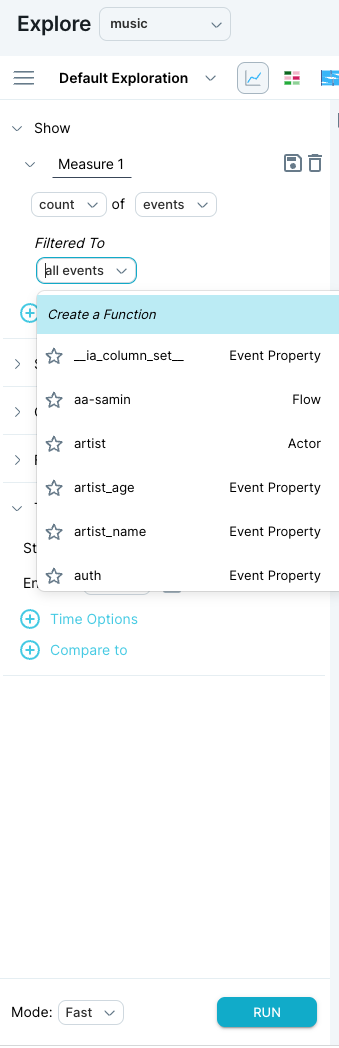 Explore music
Default Exploration
Show
Measure 1
count of events
Filtered To
all events
Create a Function
__ia_column_set__ Event Property
aa-samin Flow
artist Actor
artist_age Event Property
artist_name Event Property
auth Event Property
St
En
Time Options
Compare to
Mode: Fast RUN